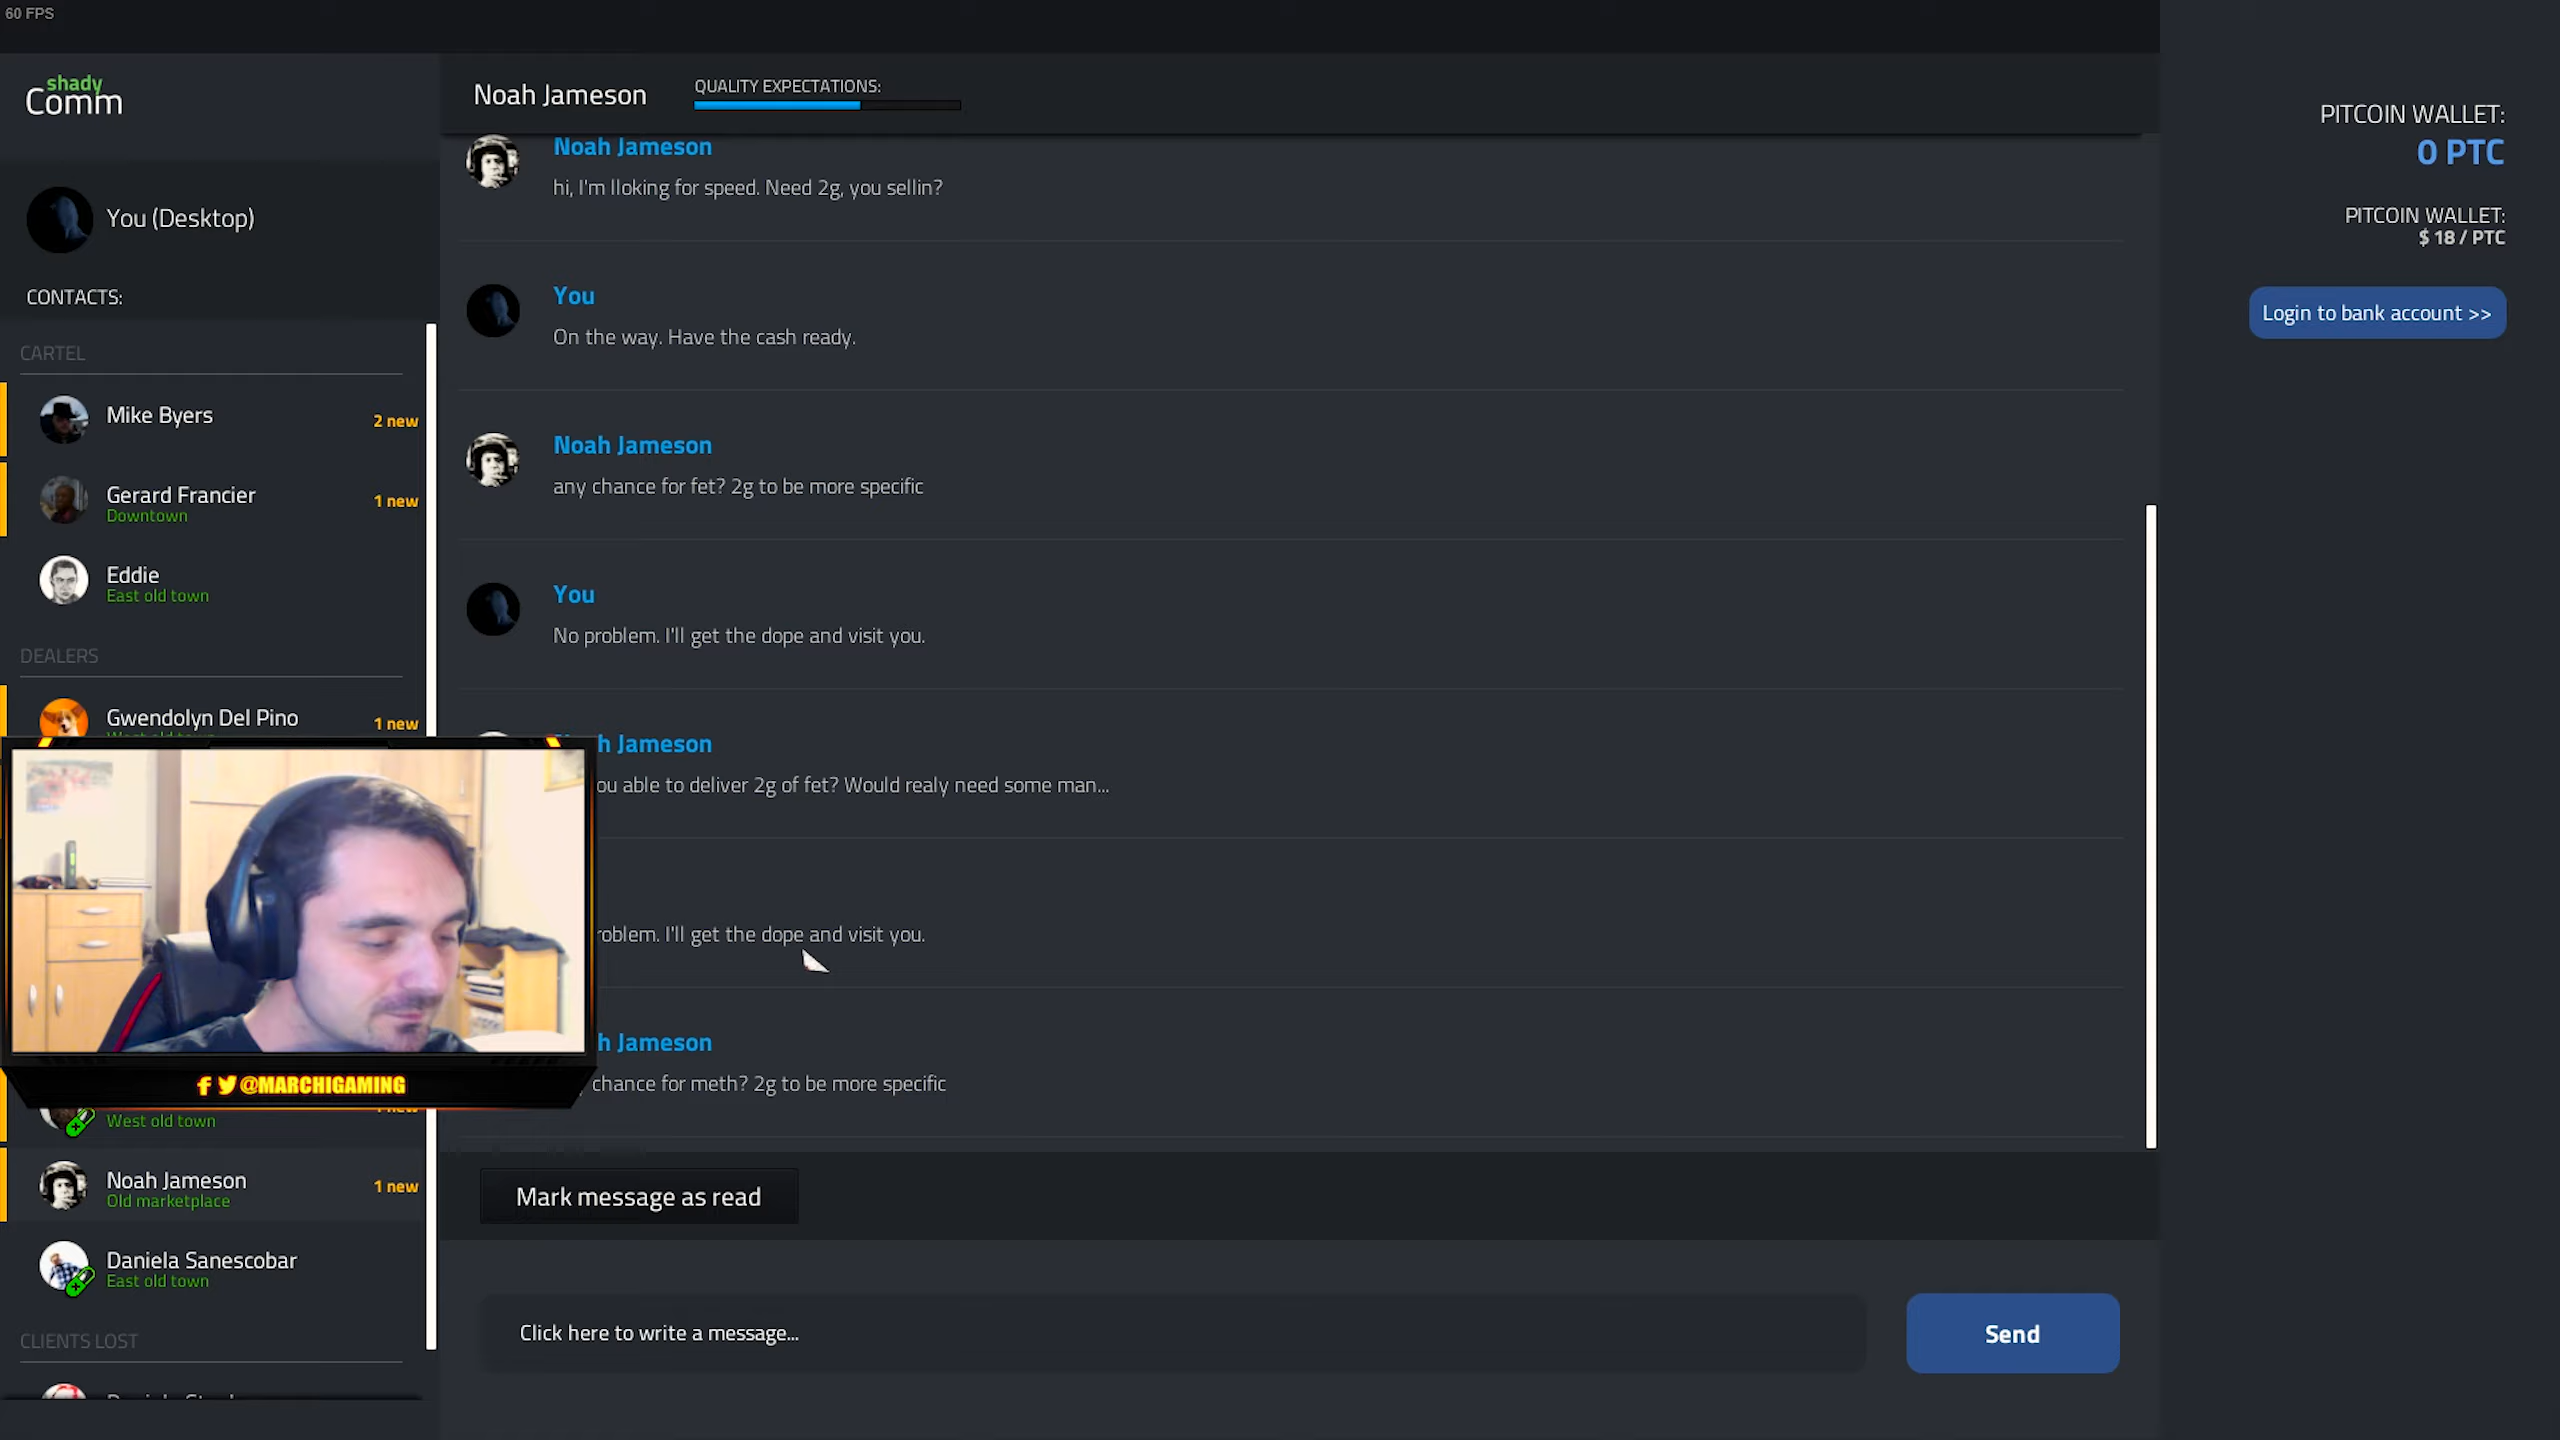 60 FPS
shady
Comm
You (Desktop)
CONTACTS:
CARTEL
Mike Byers
2 new
Gerard Francier
1 new
Downtown
Eddie
East old town
DEALERS
Gwendolyn Del Pino
1 new
@MARCHIGAMING
West old town
Noah Jameson
1 new
Old marketplace
Daniela Sanescobar
East old town
CLIENTS LOST
Noah Jameson
QUALITY EXPECTATIONS:
Noah Jameson
hi, I'm lloking for speed. Need 2g, you sellin?
You
On the way. Have the cash ready.
Noah Jameson
any chance for fet? 2g to be more specific
You
No problem. I'll get the dope and visit you.
h Jameson
ou able to deliver 2g of fet? Would realy need some man...
roblem. I'll get the dope and visit you.
h Jameson
chance for meth? 2g to be more specific
Mark message as read
Click here to write a message...
Send
PITCOIN WALLET:
0 PTC
PITCOIN WALLET:
$ 18 / PTC
Login to bank account >>